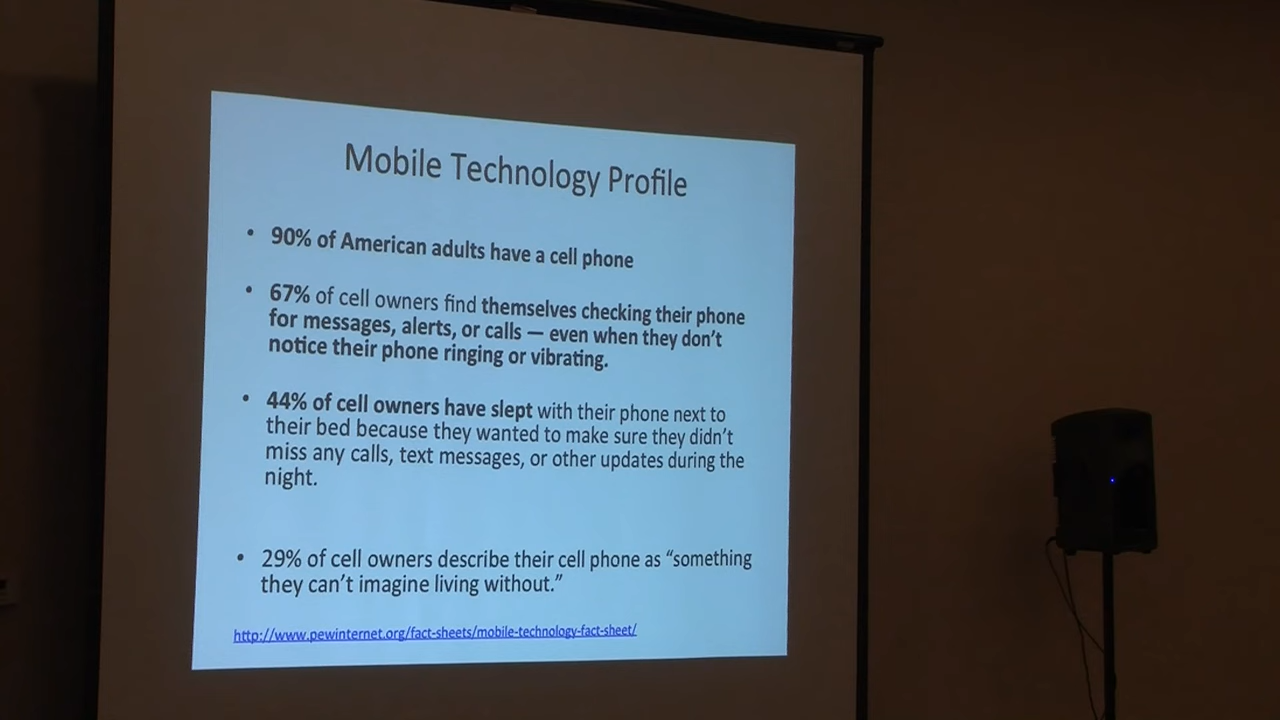 Mobile Technology Profile
• 90% of American adults have a cell phone
• 67% of cell owners find themselves checking their phone
for messages, alerts, or calls — even when they don't
notice their phone ringing or vibrating.
• 44% of cell owners have slept with their phone next to
their bed because they wanted to make sure they didn't
miss any calls, text messages, or other updates during the
night.
• 29% of cell owners describe their cell phone as “something
they can't imagine living without.”
http://www.pewinternet.org/fact-sheets/mobile-technology-fact-sheet/